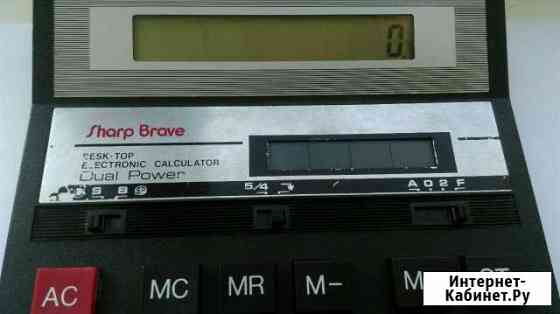 0.
Sharp Brave
DESK-TOP
ELECTRONIC CALCULATOR
Dual Power
5/4
A 0 2 F
AC MC MR M-
Интернет-
Кабинет.Ру